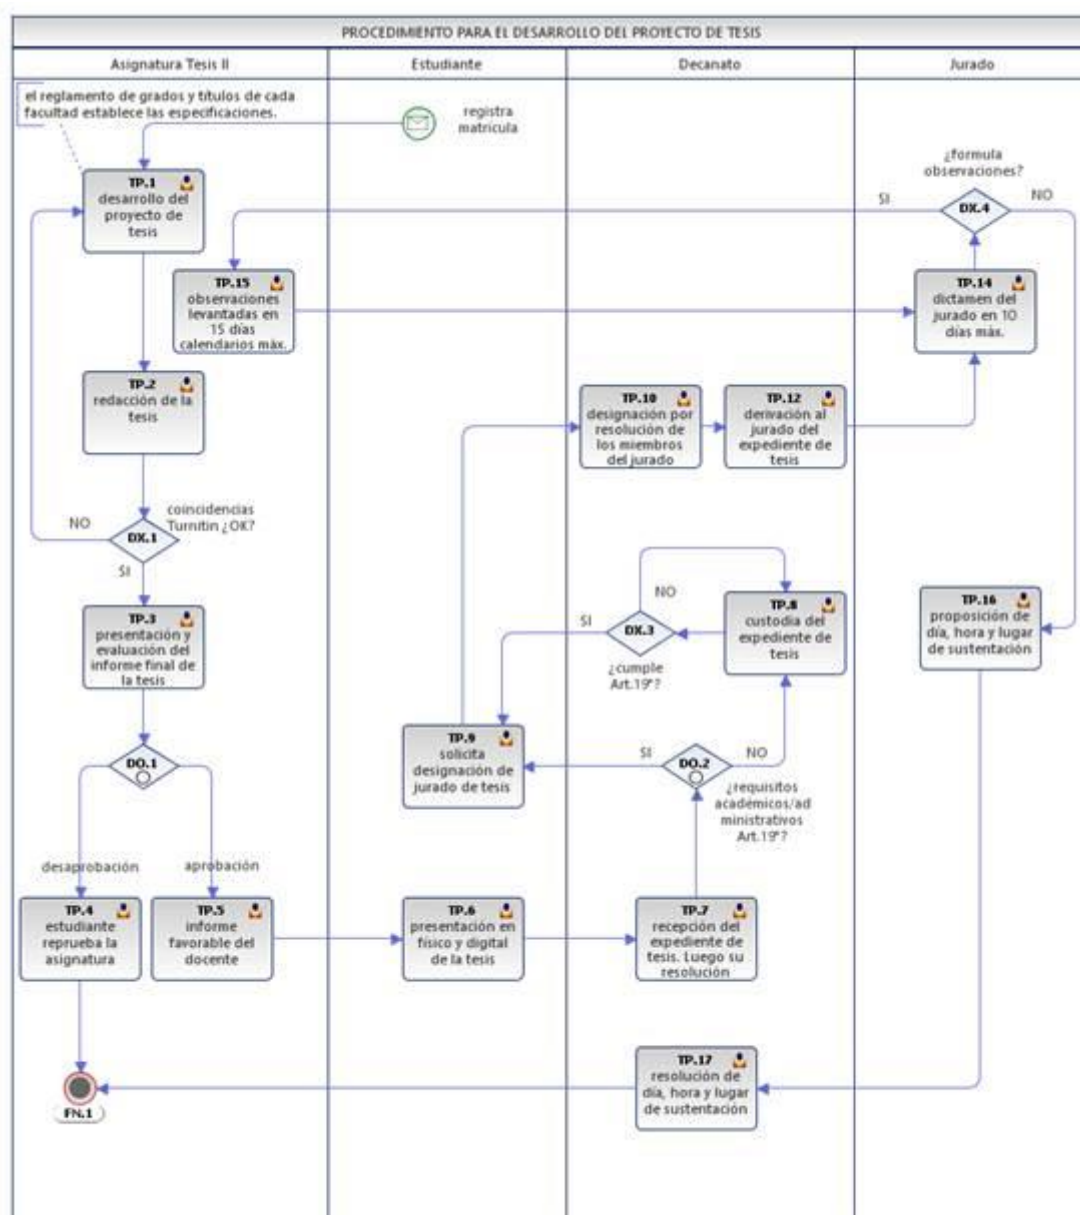 PROCEDIMIENTO PARA EL DESARROLLO DEL PROYECTO DE TESIS
Asignatura Tesis II
Estudiante
Decanato
Jurado
el reglamento de grados y títulos de cada
facultad establece las especificaciones.
registra
matrícula
TP.1
desarrollo del
proyecto de
tesis
¿formula
observaciones?
SI
DX.4
NO
TP.15
observaciones
levantadas en
15 días
calendarios máx.
TP.14
dictamen del
jurado en 10
días máx.
TP.2
redacción de la
tesis
TP.10
designación por
resolución de
los miembros
del jurado
TP.12
derivación al
jurado del
expediente de
tesis
coincidencias
Turnitin ¿OK?
NO
DX.1
SI
TP.3
presentación y
evaluación del
informe final de
la tesis
NO
SI
DX.3
¿cumple
Art.19°?
TP.8
custodia del
expediente de
tesis
TP.16
proposición de
día, hora y lugar
de sustentación
DO.1
TP.9
solicita
designación de
jurado de tesis
SI
DO.2
NO
¿requisitos
académicos/ad
ministrativos
Art.19°?
desaprobación
aprobación
TP.4
estudiante
reprueba la
asignatura
TP.5
informe
favorable del
docente
TP.6
presentación en
físico y digital
de la tesis
TP.7
recepción del
expediente de
tesis. Luego su
resolución
TP.17
resolución de
día, hora y lugar
de sustentación
FN.1